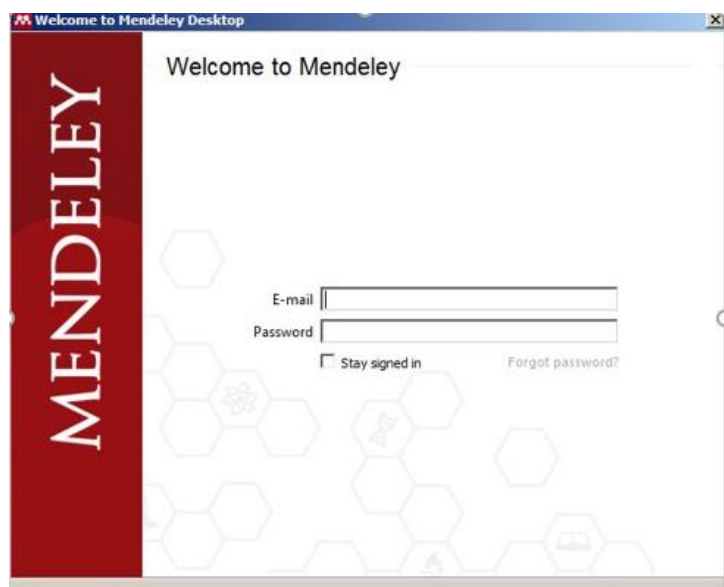 Welcome to Mendeley Desktop
Welcome to Mendeley
MENDELEY
E-mail
Password
Stay signed in Forgot password?